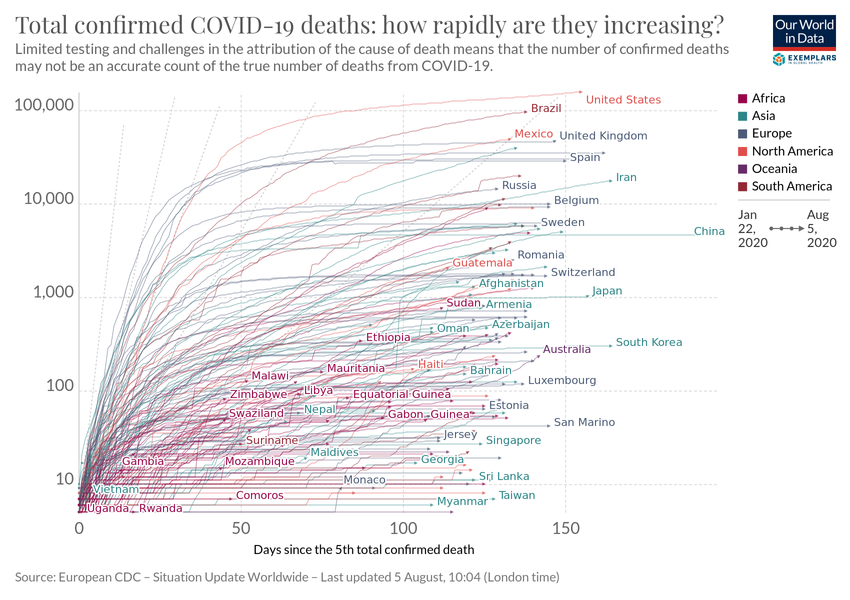 Total confirmed COVID-19 deaths: how rapidly are they increasing?
Limited testing and challenges in the attribution of the cause of death means that the number of confirmed deaths
may not be an accurate count of the true number of deaths from COVID-19.
Our World
in Data
EXEMPLARS
IN GLOBAL HEALTH
100,000
10,000
1,000
100
10
United States
Brazil
Mexico
United Kingdom
Spain
Iran
Russia
Belgium
Sweden
China
Romania
Guatemala
Switzerland
Afghanistan
Japan
Sudan
Armenia
Oman
Azerbaijan
Ethiopia
South Korea
Australia
Haiti
Mauritania
Bahrain
Malawi
Luxembourg
Libya
Zimbabwe
Equatorial Guinea
Estonia
Nepal
Swaziland
Gabon
Guinea
San Marino
Jersey
Suriname
Singapore
Maldives
Georgia
Gambia
Mozambique
Monaco
Sri Lanka
Vietnam
Comoros
Taiwan
Myanmar
Uganda
Rwanda
0
50
100
150
Days since the 5th total confirmed death
Africa
Asia
Europe
North America
Oceania
South America
Jan
22,
2020
Aug
5,
2020
Source: European CDC – Situation Update Worldwide – Last updated 5 August, 10:04 (London time)